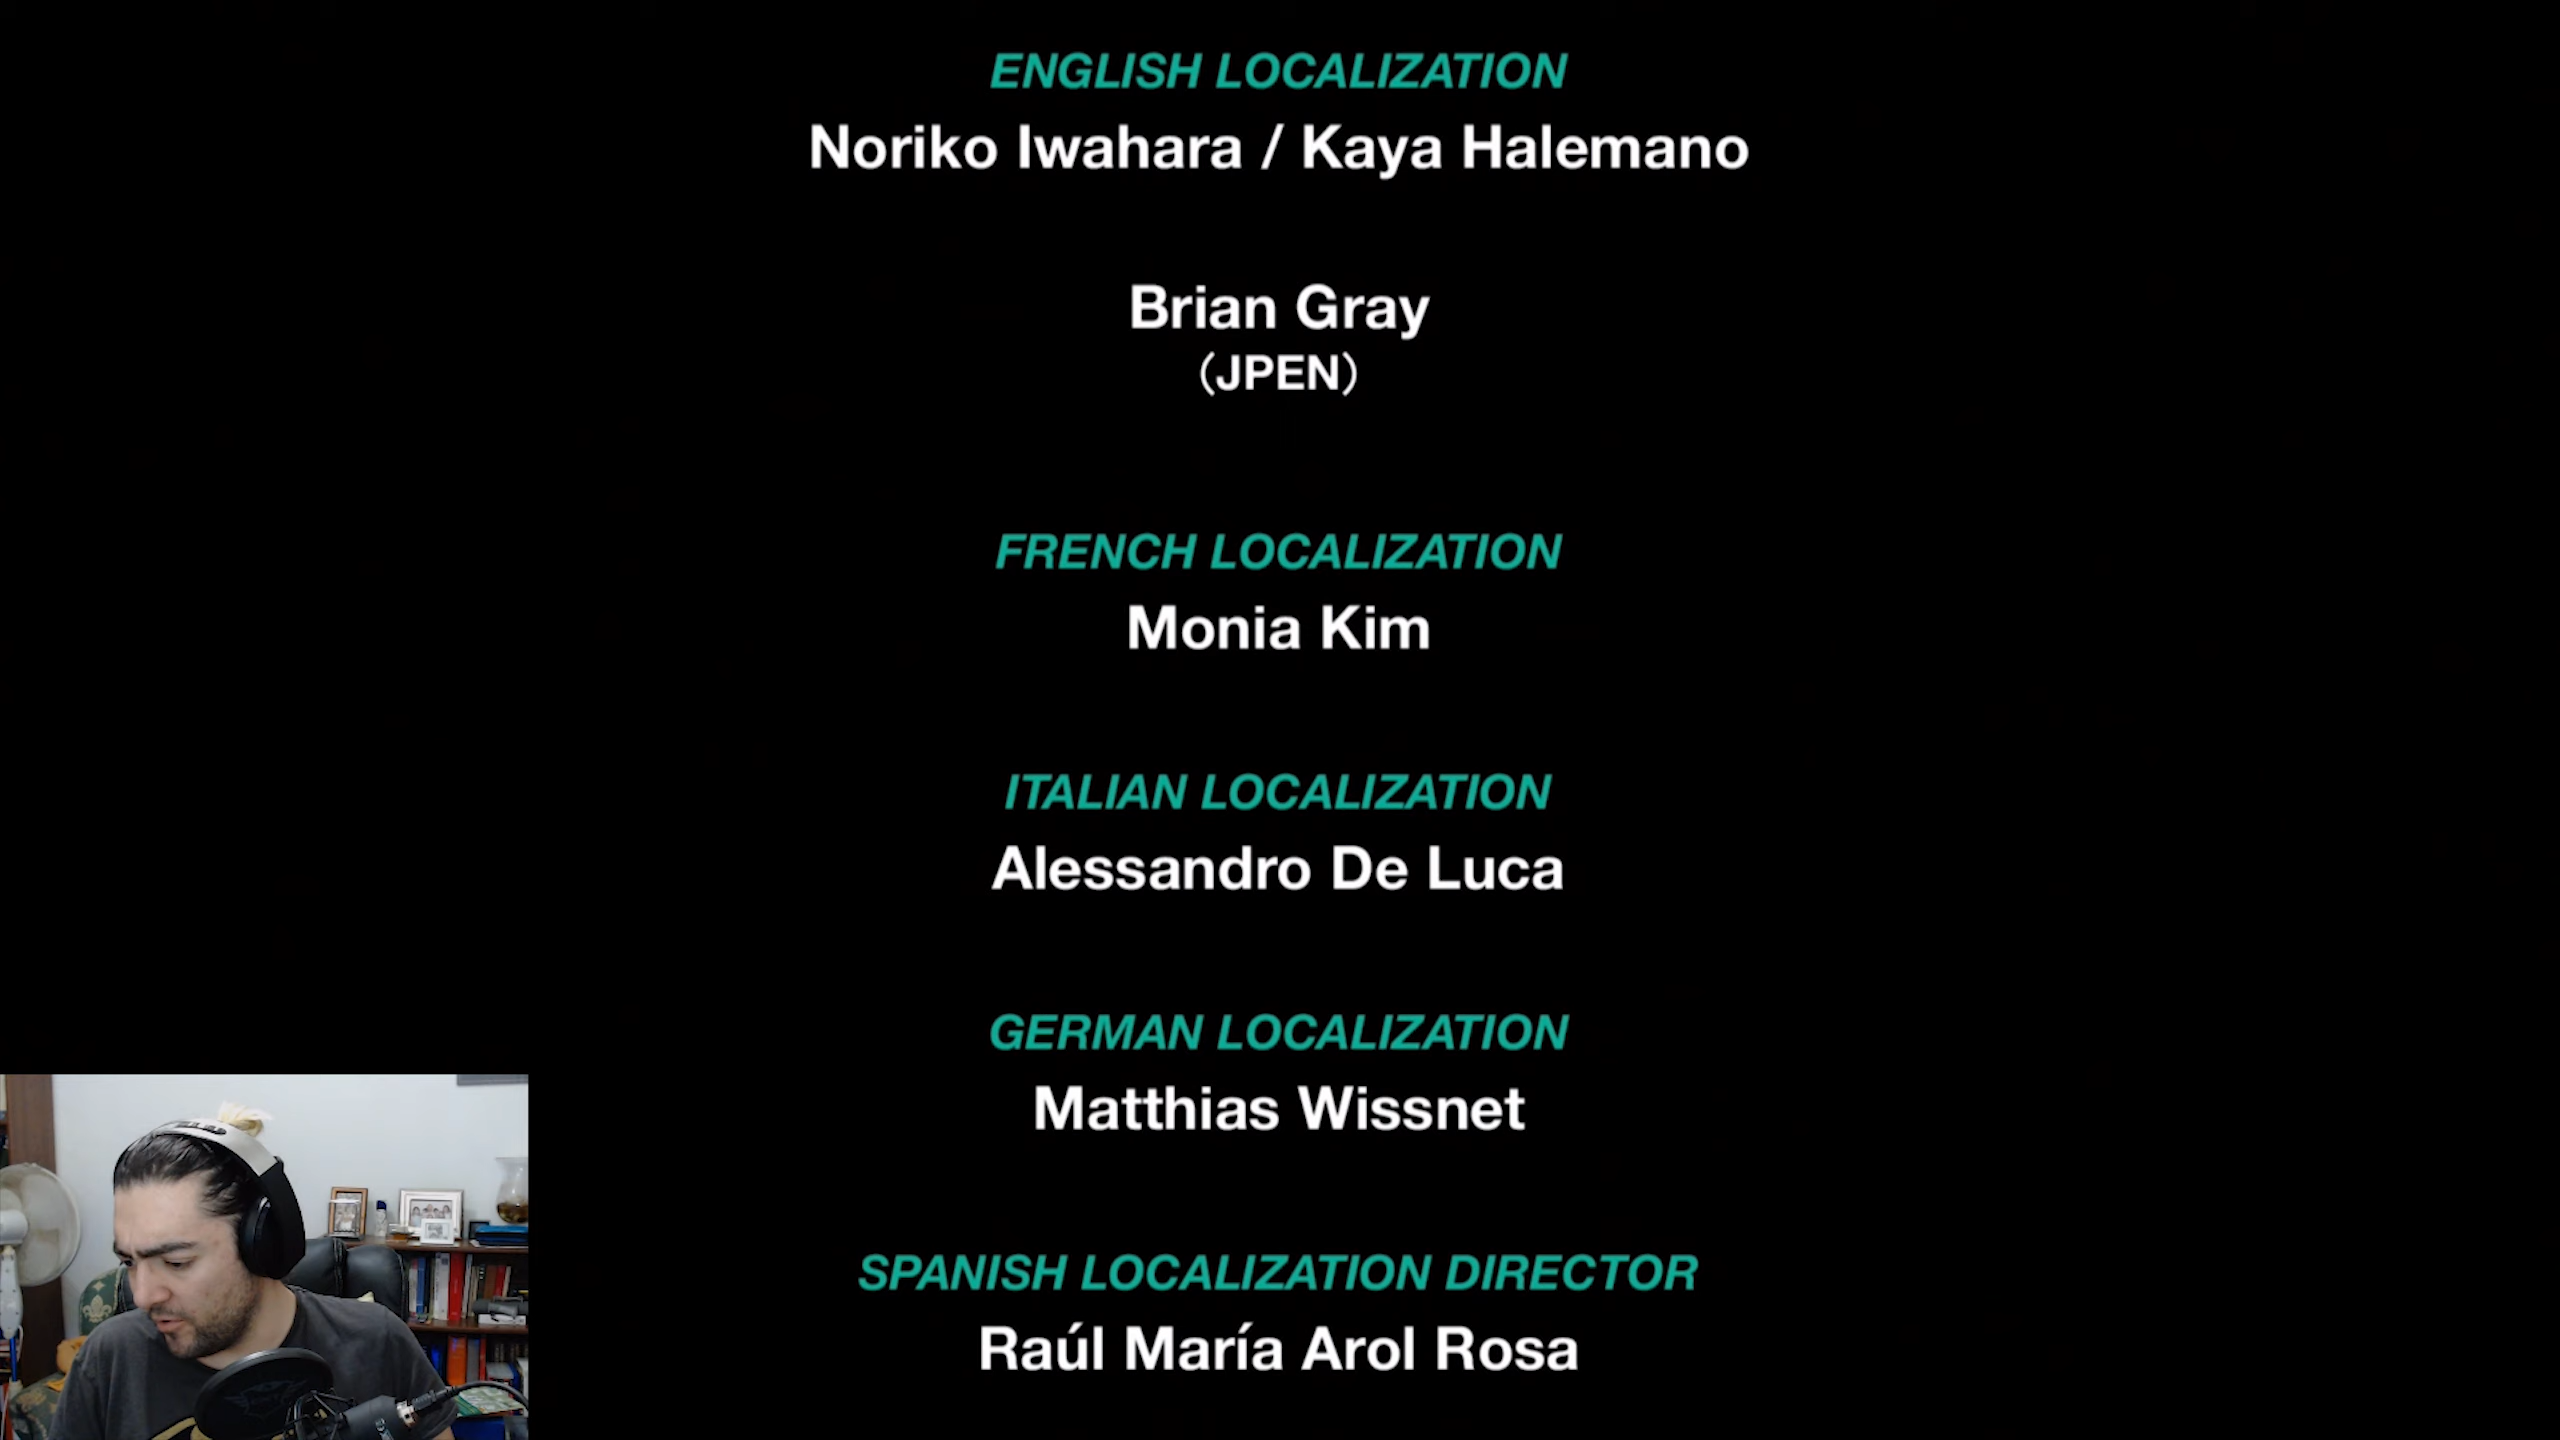 ENGLISH LOCALIZATION
Noriko Iwahara / Kaya Halemano
Brian Gray
（JPEN）
FRENCH LOCALIZATION
Monia Kim
ITALIAN LOCALIZATION
Alessandro De Luca
GERMAN LOCALIZATION
Matthias Wissnet
SPANISH LOCALIZATION DIRECTOR
Raúl María Arol Rosa